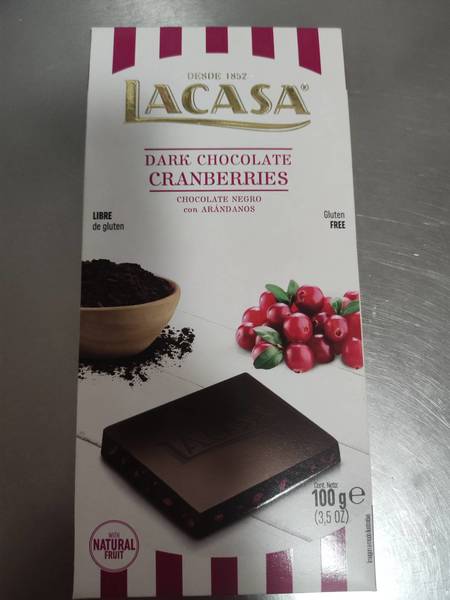 DESDE 1852
LACASA®
DARK CHOCOLATE
CRANBERRIES
CHOCOLATE NEGRO
con ARÁNDANOS
LIBRE
de gluten
Gluten
FREE
LACASA
Cont. Neto:
100 g e
(3,5 OZ)
WITH
NATURAL
FRUIT